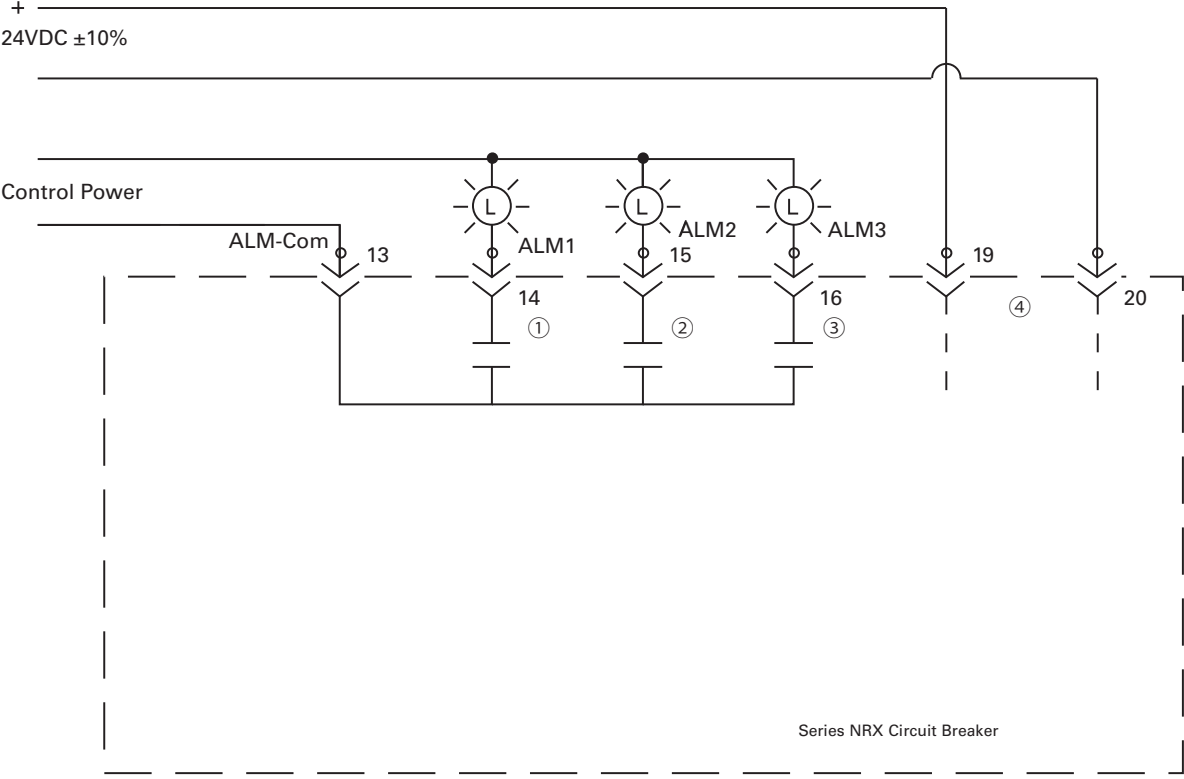 +
24VDC ±10%
Control Power
L
L
L
ALM-Com
13
ALM1
14
①
ALM2
15
②
ALM3
16
③
19
④
20
Series NRX Circuit Breaker